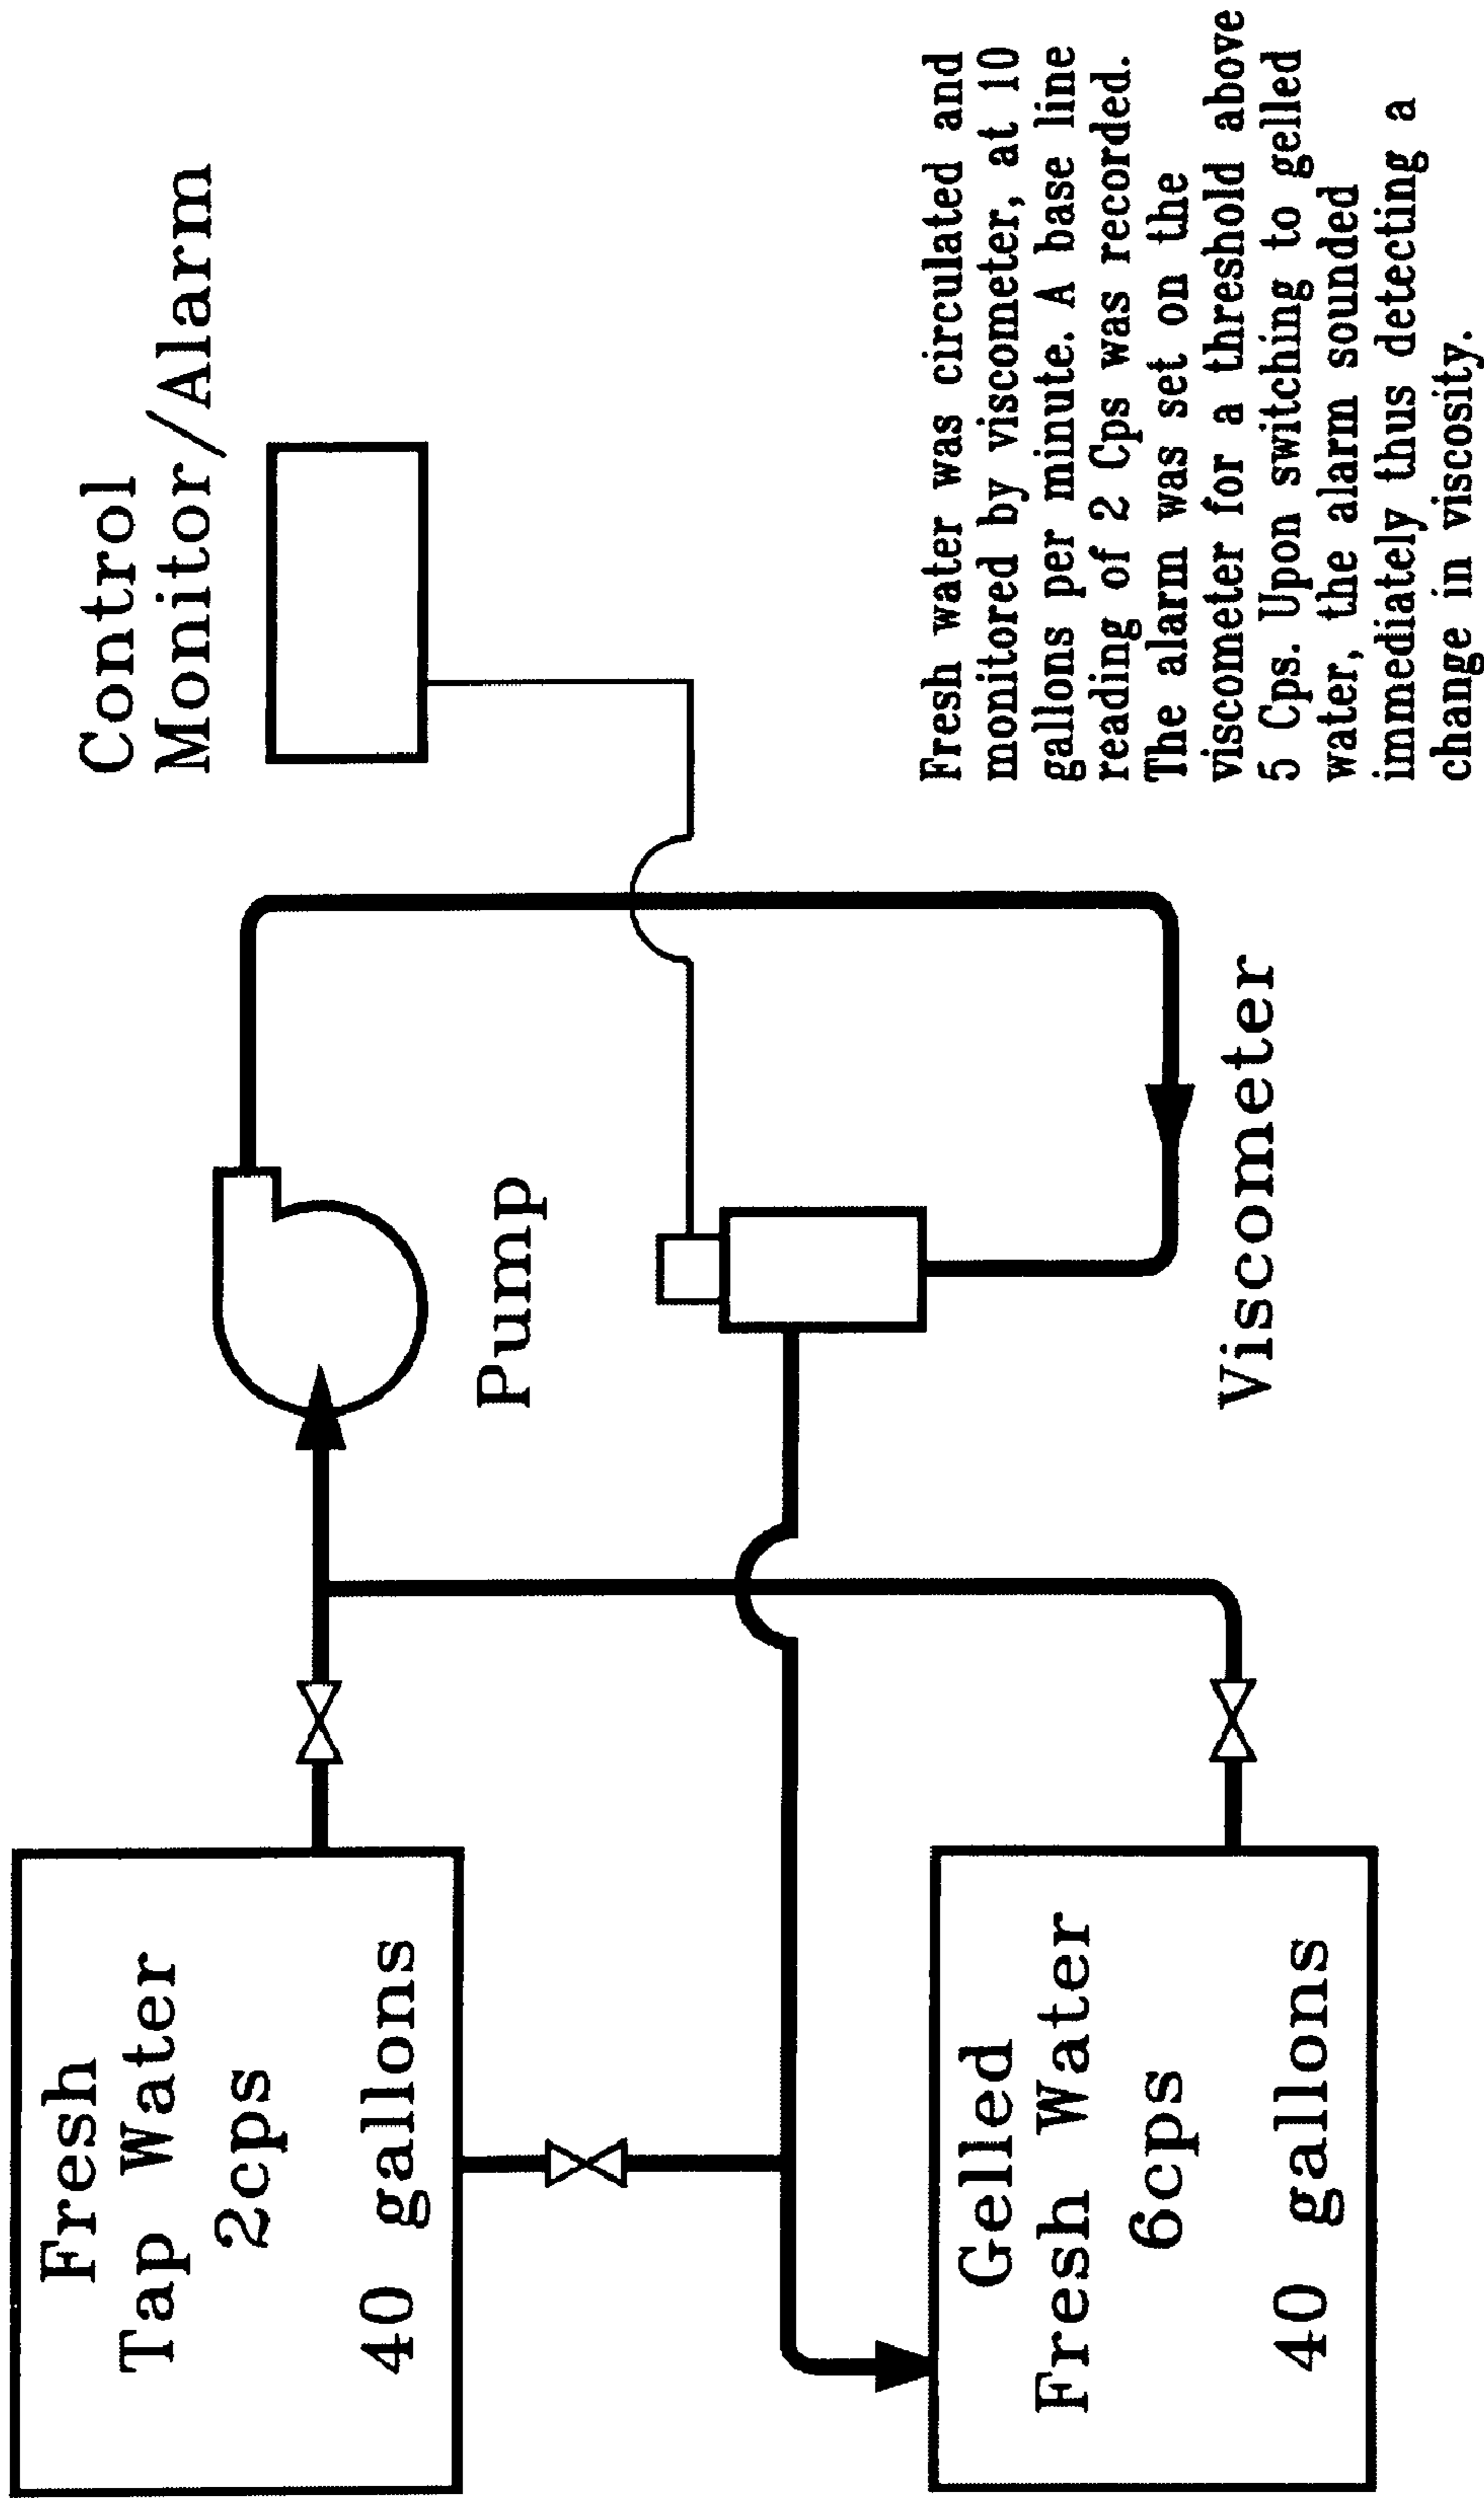 Fresh
Tap Water
2cps
40 gallons
Control
Monitor/Alarm
Pump
Gelled
Fresh Water
6cps
40 gallons
Viscometer
Fresh water was circulated and
monitored by viscometer, at 10
gallons per minute. A base line
reading of 2 Cps was recorded.
The alarm was set on the
viscometer for a threshold above
5 Cps. Upon switching to gelled
water, the alarm sounded
immediately thus detecting a
change in viscosity.